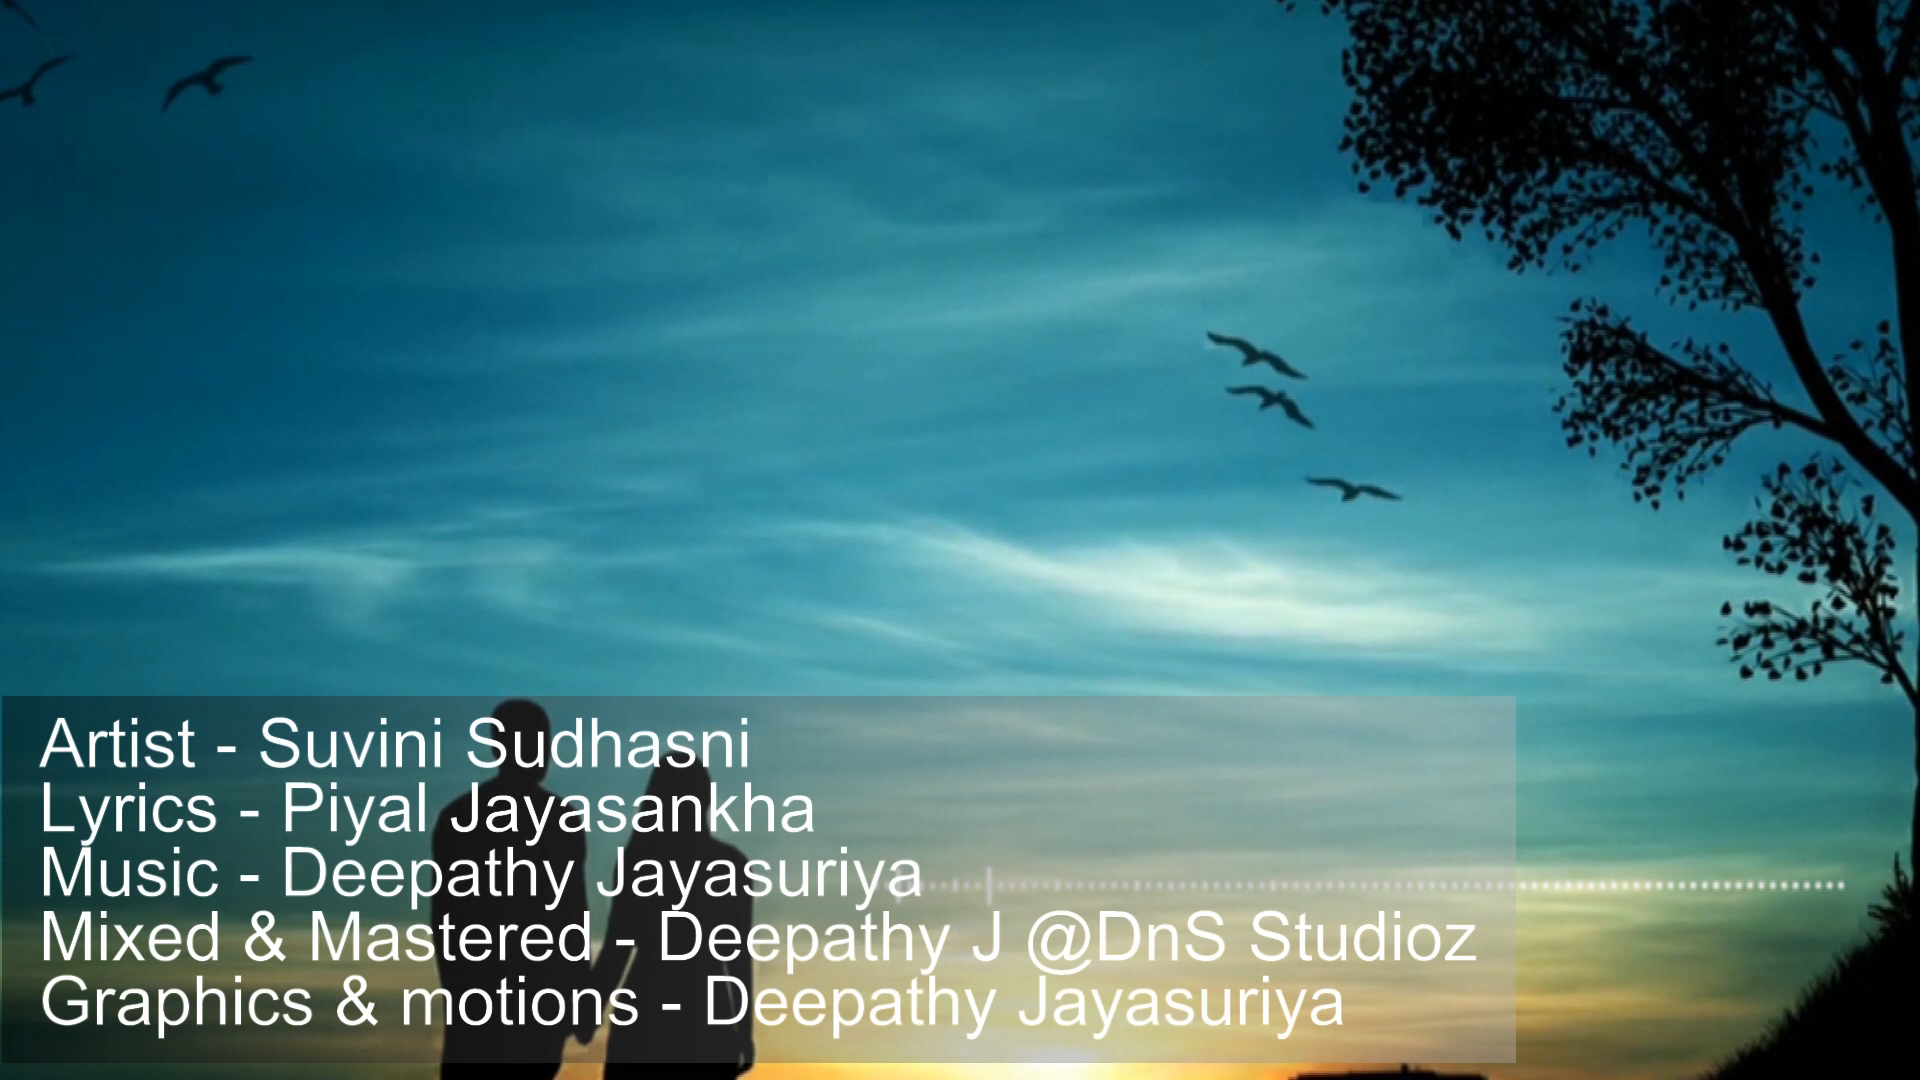 Artist - Suvini Sudhasni
Lyrics - Piyal Jayasankha
Music - Deepathy Jayasuriya
Mixed & Mastered - Deepathy J @DnS Studioz
Graphics & motions - Deepathy Jayasuriya